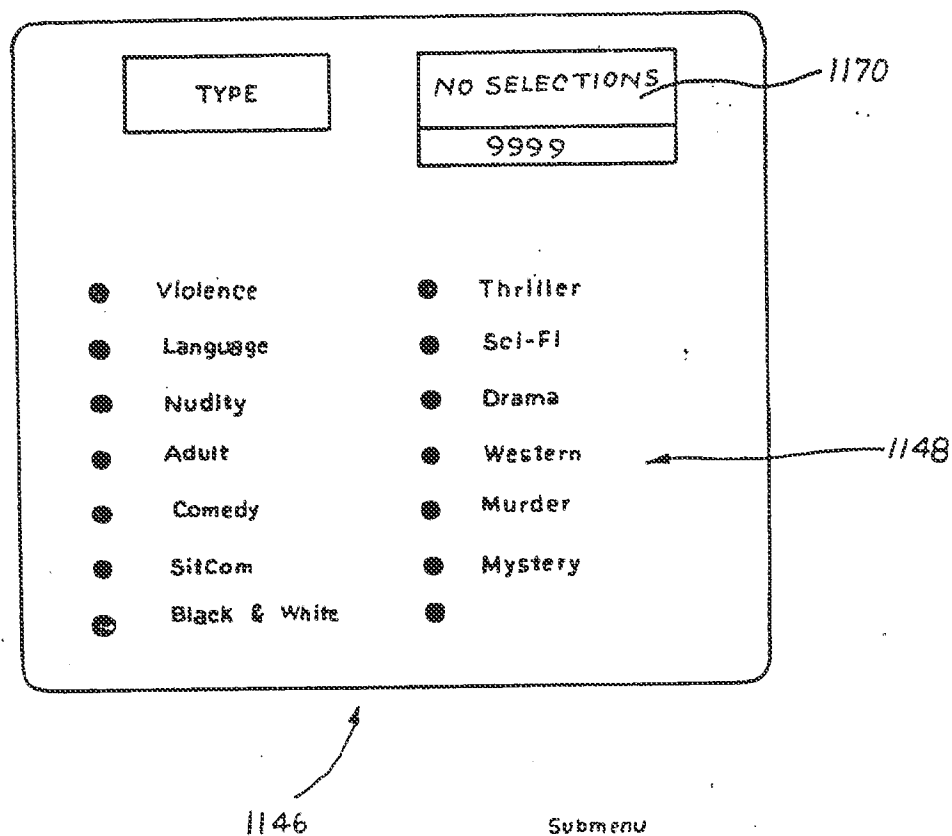 TYPE
NO SELECTIONS
9999
1170
Violence
Language
Nudity
Adult
Comedy
SitCom
Black & White
Thriller
Sci-Fi
Drama
Western
Murder
Mystery
1148
1146
Submenu